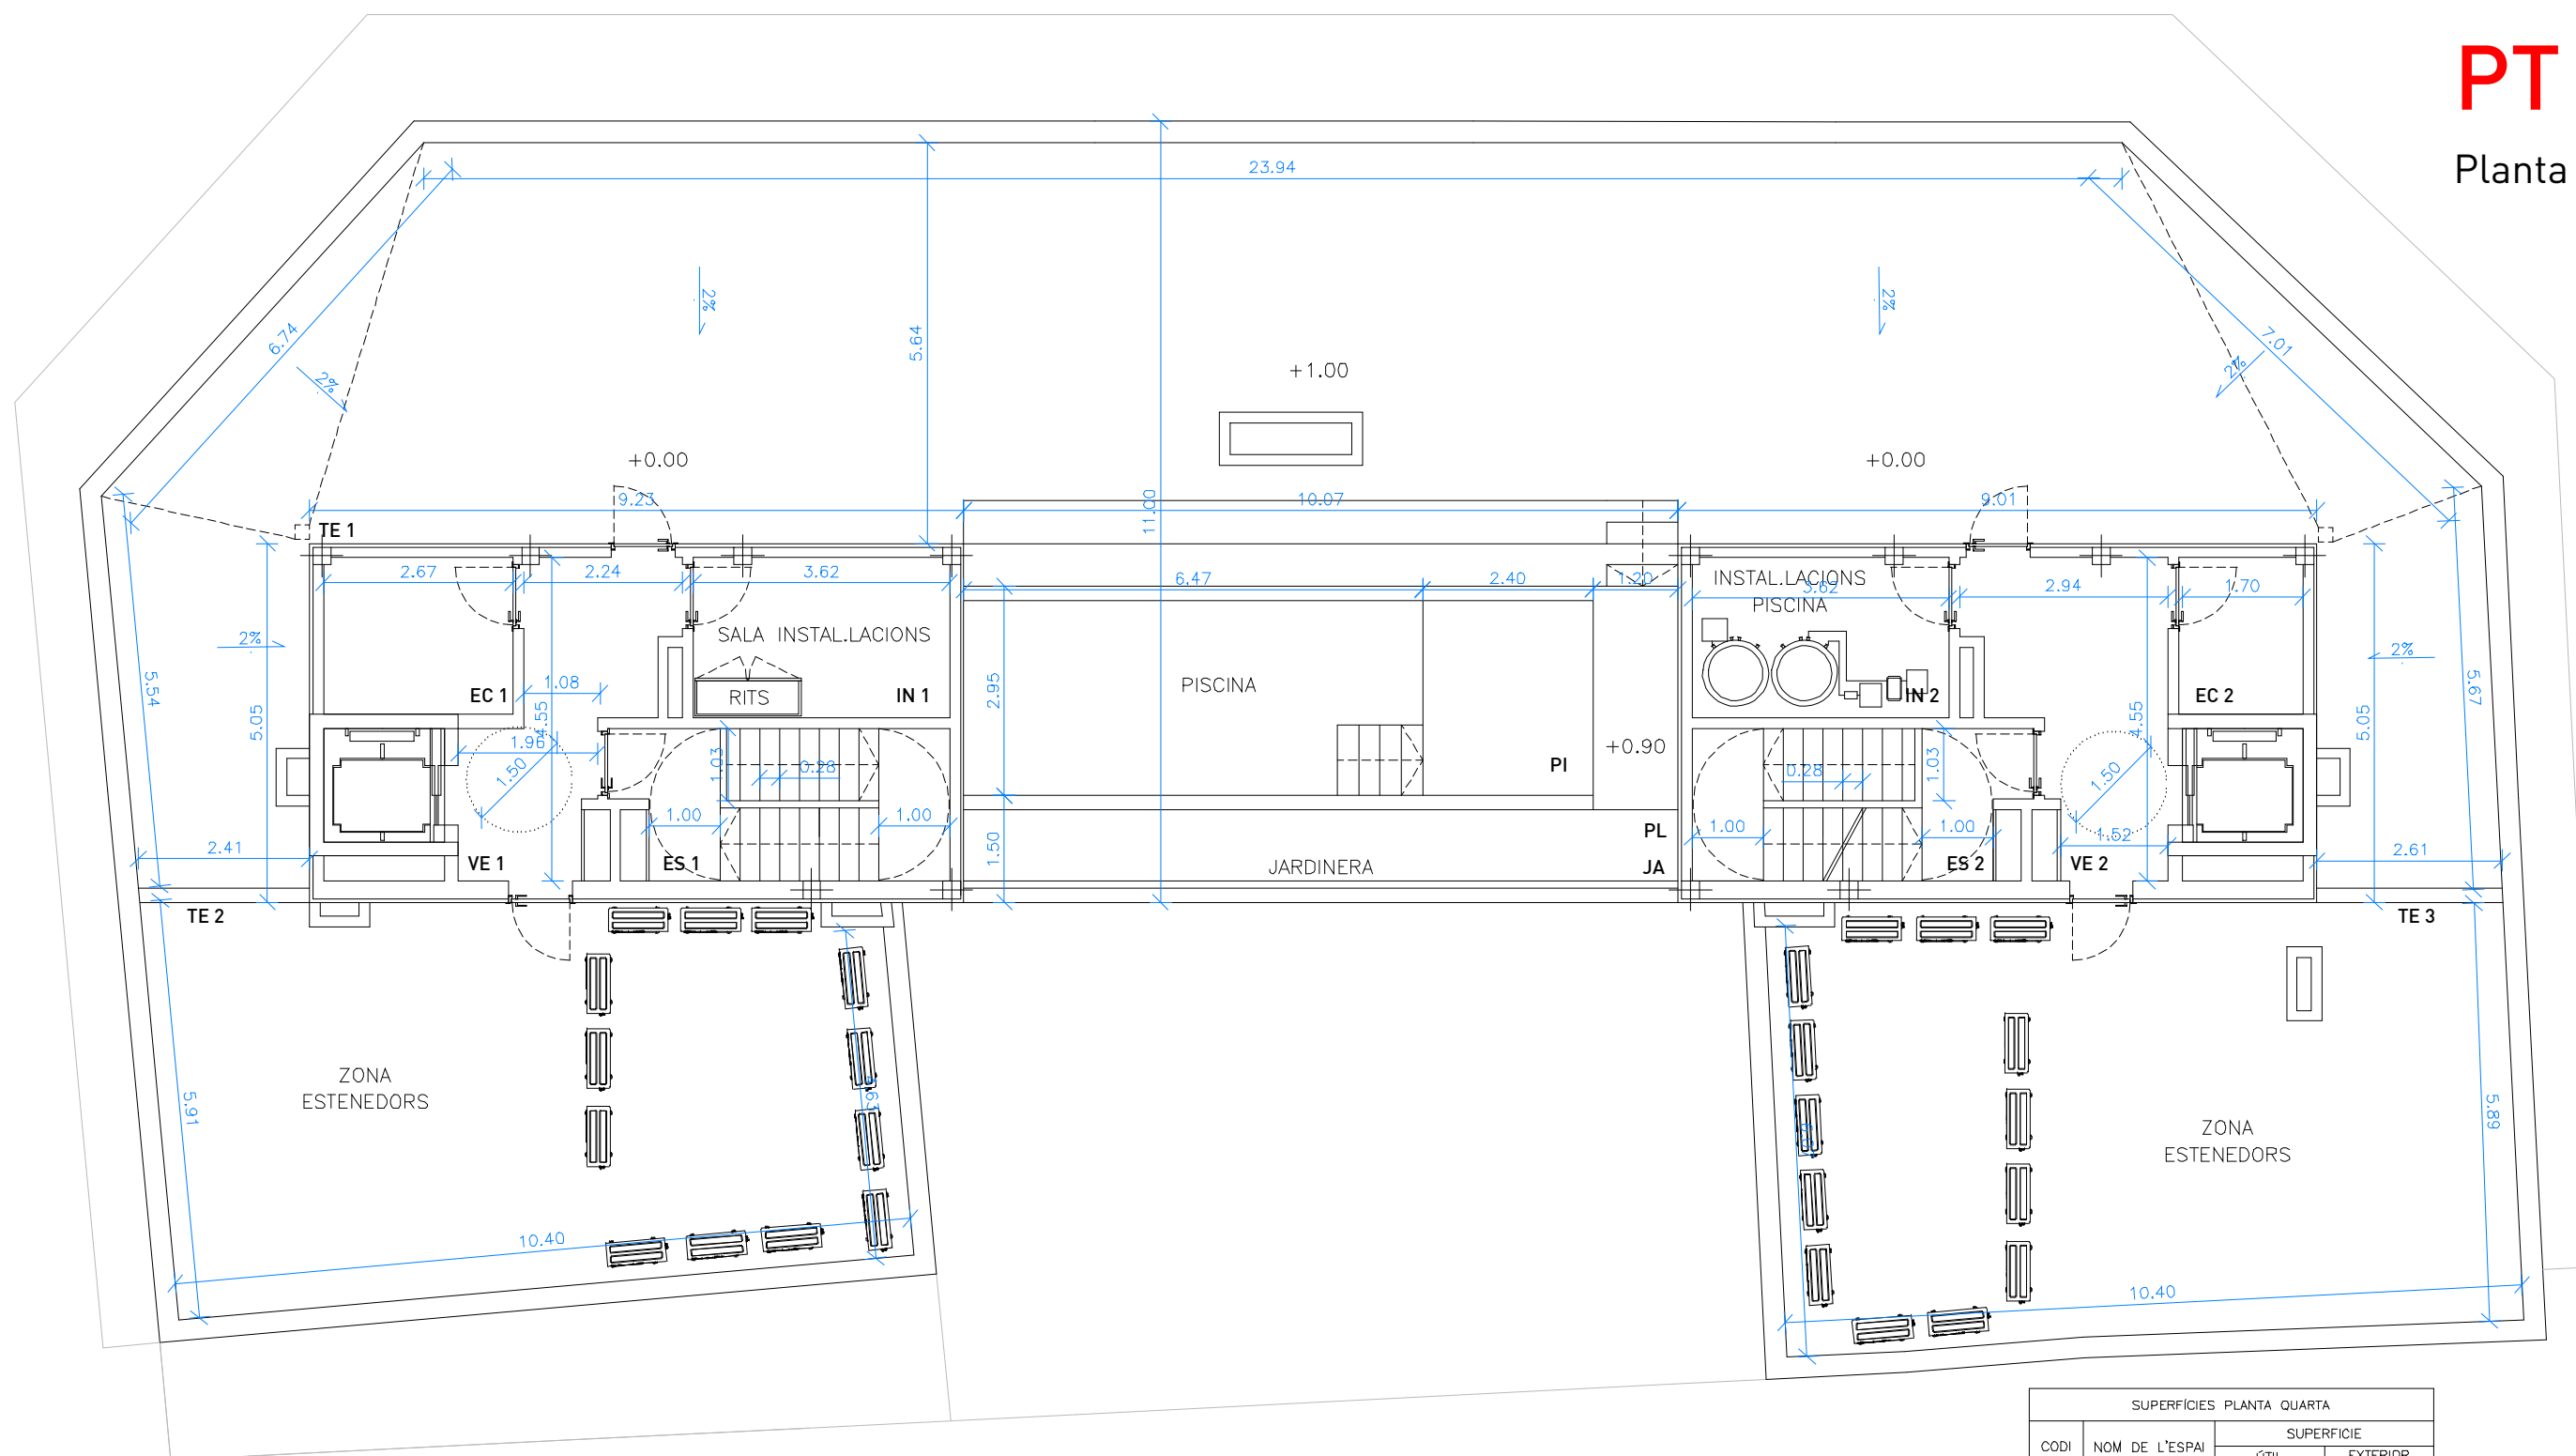 PT
Planta
23.94
6.74
5.64
2%
2%
7.01
2%
2%
+1.00
+0.00
+0.00
9.23
11.00
10.07
9.01
TE 1
2.67
2.24
3.62
6.47
2.40
1.20
INSTAL.LACIONS
PISCINA
3.62
2.94
1.70
SALA INSTAL.LACIONS
2%
2%
RITS
EC 1
1.08
IN 1
PISCINA
2.95
IN 2
EC 2
5.54
5.05
4.55
4.55
5.05
5.67
1.96
1.50
1.03
0.28
+0.90
PI
0.28
1.03
1.50
1.00
1.00
1.00
1.00
1.52
PL
2.41
VE 1
ES 1
1.50
JARDINERA
JA
ES 2
VE 2
2.61
TE 2
TE 3
ZONA
ESTENEDORS
5.91
5.89
ZONA
ESTENEDORS
10.40
10.40
SUPERFÍCIES PLANTA QUARTA
SUPERFICIE
CODI
NOM DE L'ESPAI
ÚTIL
EXTERIOR